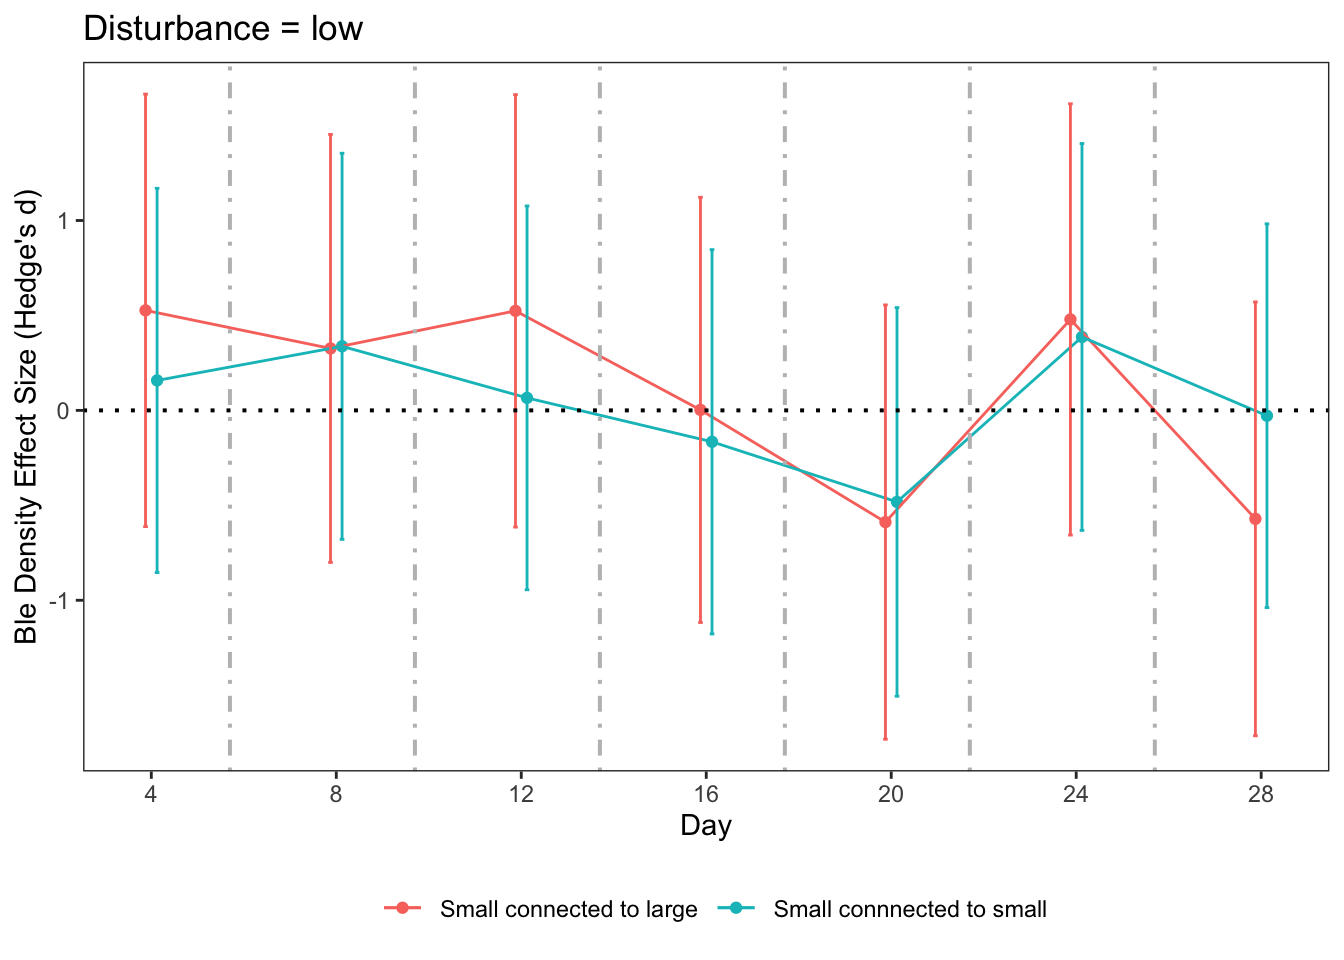 Disturbance = low
Ble Density Effect Size (Hedge's d)
1
0
-1
4 8 12 16 20 24 28
Day
Small connected to large Small connnected to small